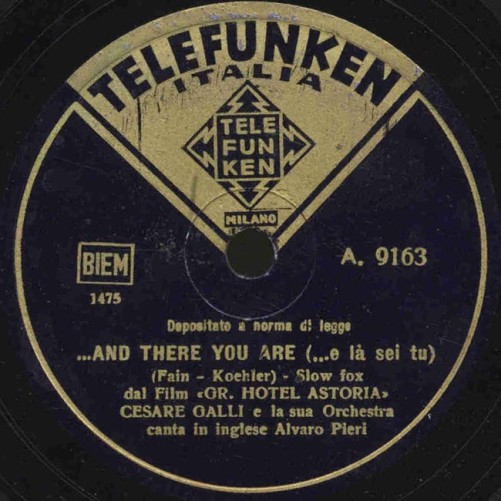 TELEFUNKEN
ITALIA
TELE
FUN
KEN
MILANO
BIEM
A. 9163
1475
Depositato a norma di legge
...AND THERE YOU ARE (...e là sei tu)
(Fain - Koehler) - Slow fox
dal Film «GR. HOTEL ASTORIA»
CESARE GALLI e la sua Orchestra
canta in inglese Alvaro Pieri